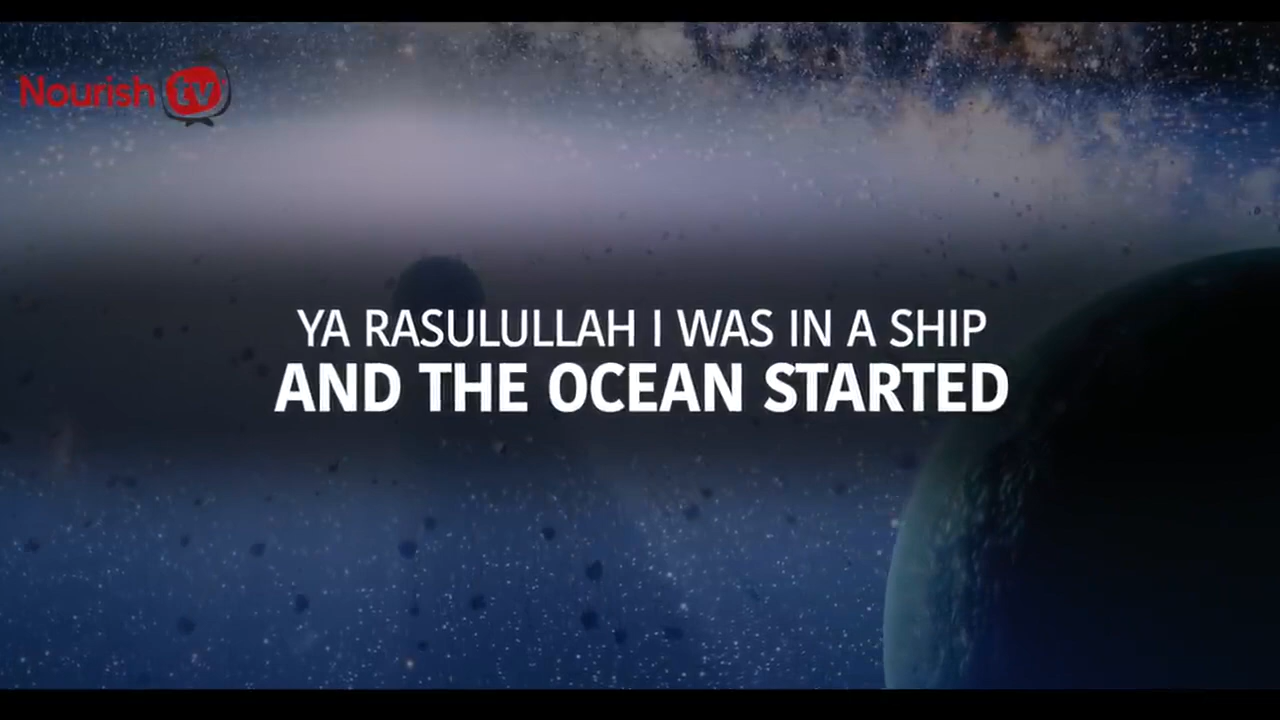 Nourish tv
YA RASULULLAH I WAS IN A SHIP
AND THE OCEAN STARTED